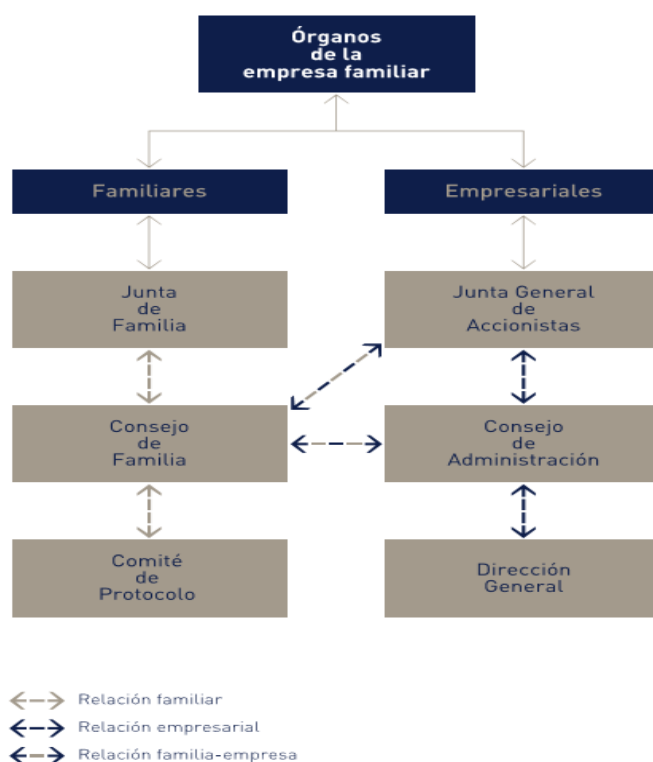 Órganos
de la
empresa familiar
Familiares
Empresariales
Junta
de
Familia
Junta General
de
Accionistas
Consejo
de
Familia
Consejo
de
Administración
Comité
de
Protocolo
Dirección
General
Relación familiar
Relación empresarial
Relación familia-empresa